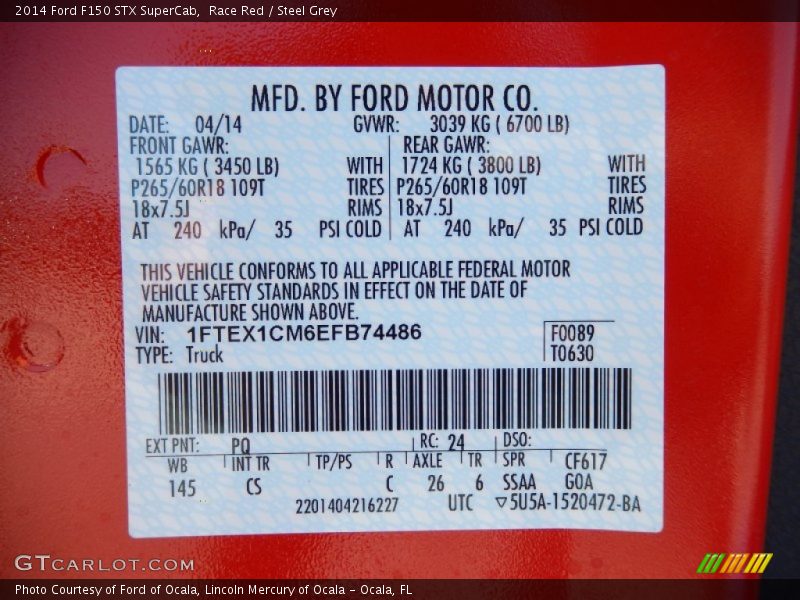 2014 Ford F150 STX SuperCab,  Race Red / Steel Grey
MFD. BY FORD MOTOR CO.
DATE: 04/14 GVWR: 3039 KG ( 6700 LB)
FRONT GAWR: REAR GAWR:
1565 KG ( 3450 LB) WITH 1724 KG ( 3800 LB) WITH
P265/60R18 109T TIRES P265/60R18 109T TIRES
18x7.5J RIMS 18x7.5J RIMS
AT 240 kPa/ 35 PSI COLD AT 240 kPa/ 35 PSI COLD
THIS VEHICLE CONFORMS TO ALL APPLICABLE FEDERAL MOTOR
VEHICLE SAFETY STANDARDS IN EFFECT ON THE DATE OF
MANUFACTURE SHOWN ABOVE.
VIN: 1FTEX1CM6EFB74486 F0089
TYPE: Truck T0630
EXT PNT: PQ RC: 24 DSO:
WB INT TR TP/PS R AXLE TR SPR CF617
145 CS C 26 6 SSAA GOA
2201404216227 UTC ▽5U5A-1520472-BA
GTCARLOT.COM
Photo Courtesy of Ford of Ocala, Lincoln Mercury of Ocala – Ocala, FL